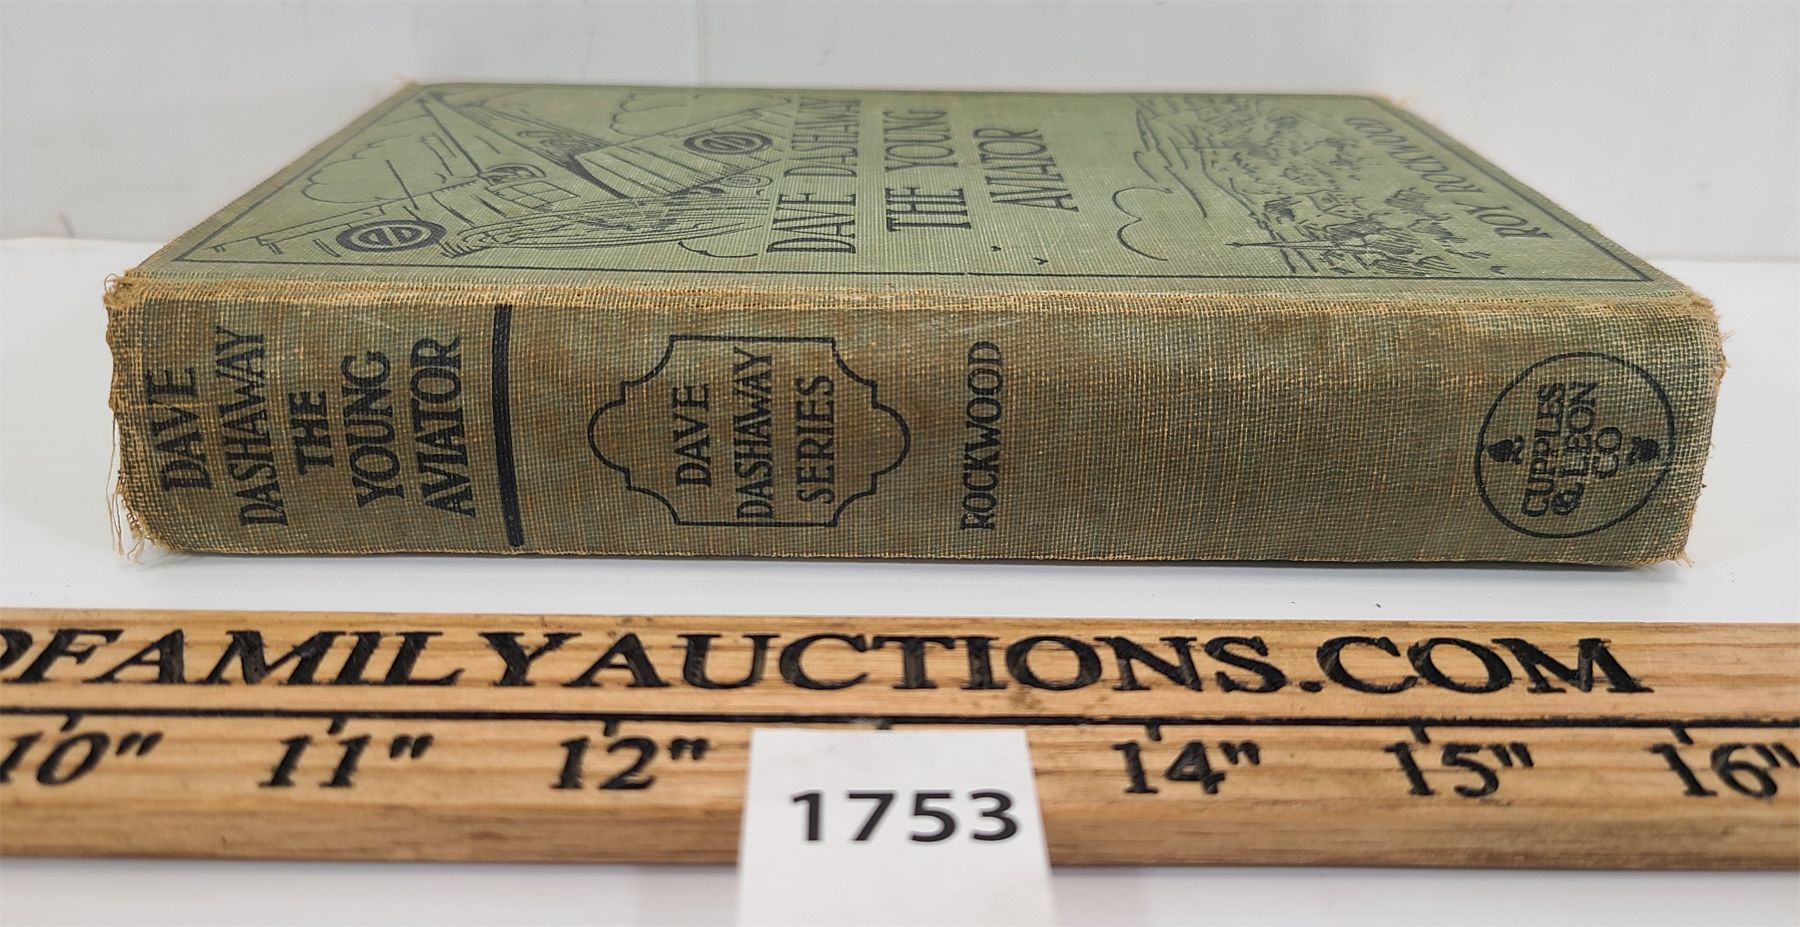 DAVE DASHAWAY
THE YOUNG
AVIATOR
ROY ROCKWOOD
DAVE
DASHAWAY
THE
YOUNG
AVIATOR
DAVE
DASHAWAY
SERIES
ROCKWOOD
CUPPLES
& LEON
CO
FAMILYAUCTIONS.COM
10" 11" 12" 14" 15" 16"
1753